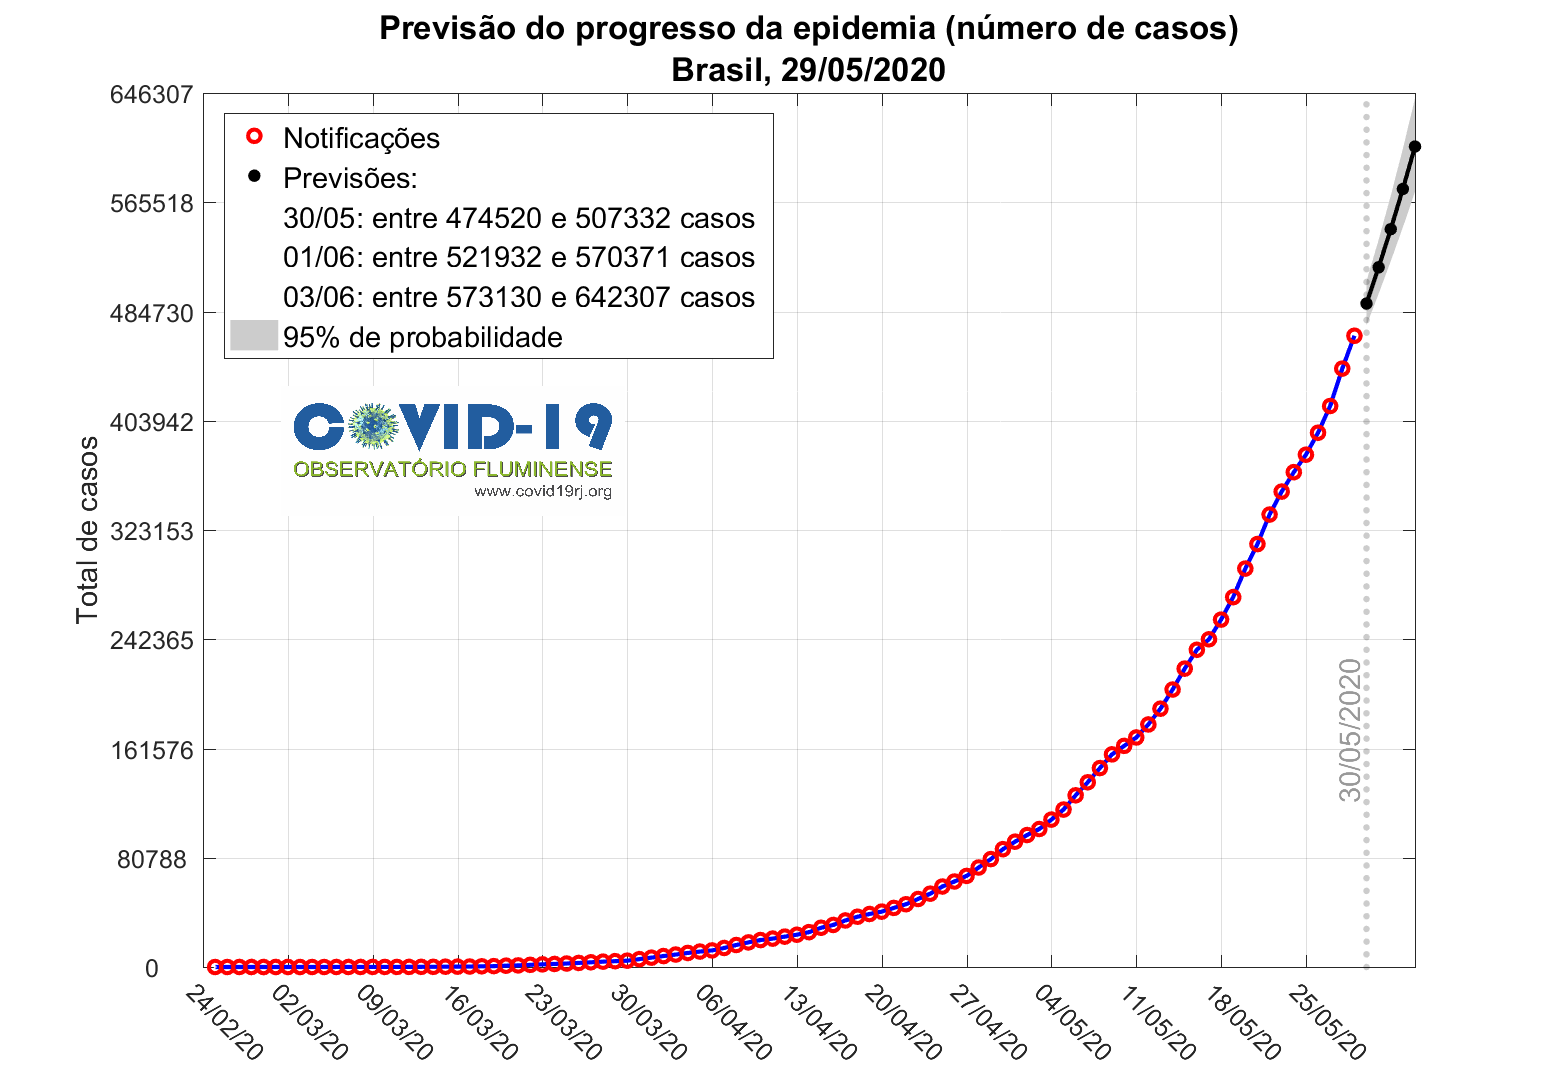 Previsão do progresso da epidemia (número de casos)
Brasil, 29/05/2020
646307
565518
484730
403942
323153
242365
161576
80788
0
Total de casos
Notificações
Previsões:
30/05: entre 474520 e 507332 casos
01/06: entre 521932 e 570371 casos
03/06: entre 573130 e 642307 casos
95% de probabilidade
COVID-19
OBSERVATÓRIO FLUMINENSE
www.covid19rj.org
30/05/2020
24/02/20
02/03/20
09/03/20
16/03/20
23/03/20
30/03/20
06/04/20
13/04/20
20/04/20
27/04/20
04/05/20
11/05/20
18/05/20
25/05/20